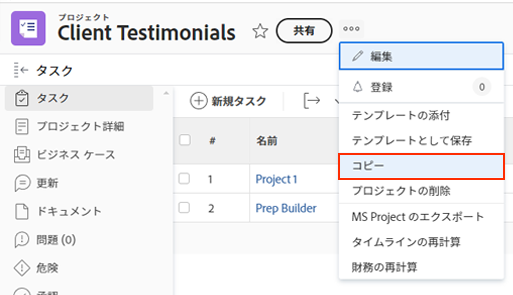 プロジェクト
Client Testimonials
共有
編集
登録
0
テンプレートの添付
テンプレートとして保存
コピー
プロジェクトの削除
MS Project のエクスポート
タイムラインの再計算
財務の再計算
タスク
タスク
プロジェクト詳細
ビジネス ケース
更新
ドキュメント
問題 (0)
危険
承認
新規タスク
# 名前
1 Project 1
2 Prep Builder